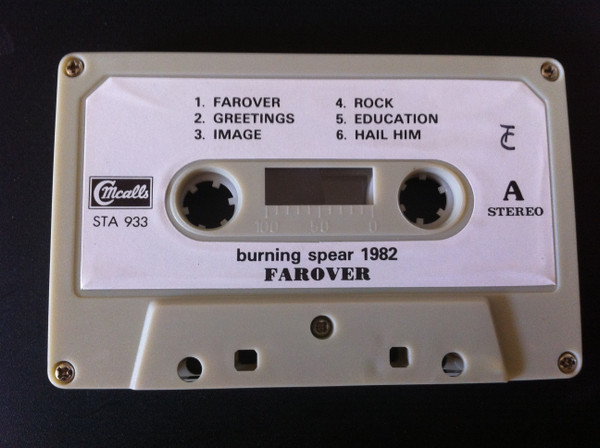 1. FAROVER
2. GREETINGS
3. IMAGE
4. ROCK
5. EDUCATION
6. HAIL HIM
Mcalls
STA 933
A
STEREO
100 50 0
burning spear 1982
FAROVER